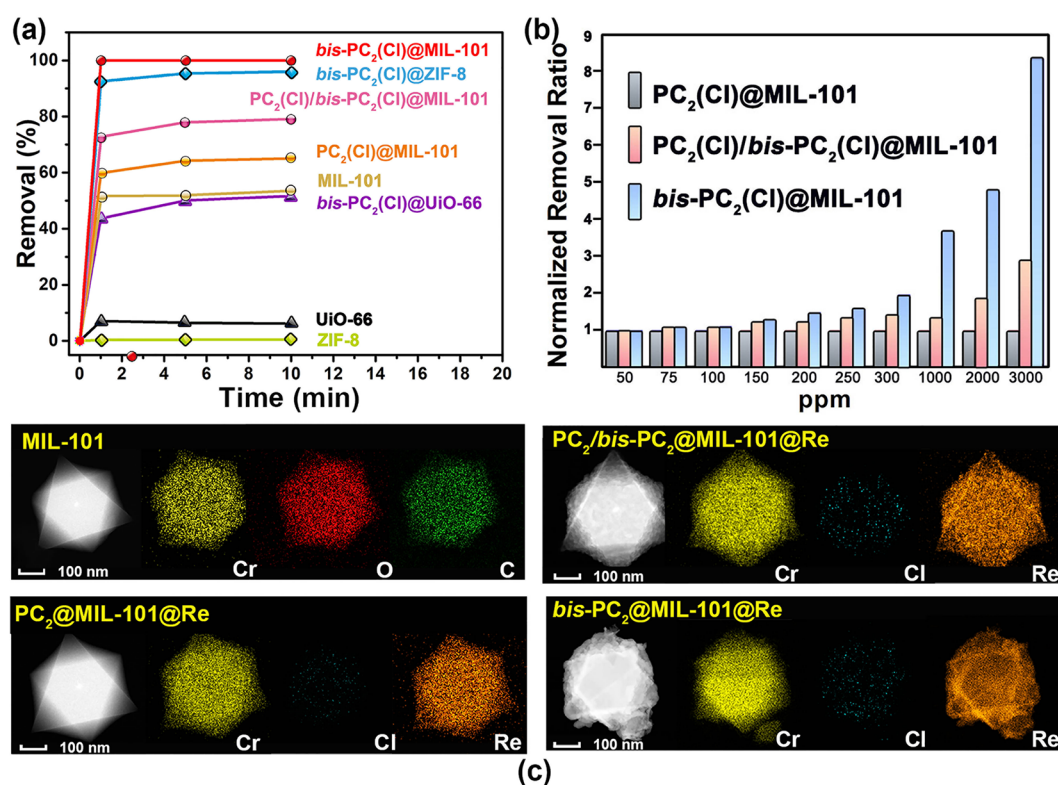 (a)
Removal (%)
100
80
60
40
20
0
0 2 4 6 8 10 12 14 16 18 20
Time (min)
bis-PC₂(Cl)@MIL-101
bis-PC₂(Cl)@ZIF-8
PC₂(Cl)/bis-PC₂(Cl)@MIL-101
PC₂(Cl)@MIL-101
MIL-101
bis-PC₂(Cl)@UiO-66
UiO-66
ZIF-8
(b)
Normalized Removal Ratio
9
8
7
6
5
4
3
2
1
PC₂(Cl)@MIL-101
PC₂(Cl)/bis-PC₂(Cl)@MIL-101
bis-PC₂(Cl)@MIL-101
50 75 100 150 200 250 300 1000 2000 3000
ppm
MIL-101
100 nm
Cr O C
PC₂/bis-PC₂@MIL-101@Re
100 nm
Cr Cl Re
PC₂@MIL-101@Re
100 nm
Cr Cl Re
bis-PC₂@MIL-101@Re
100 nm
Cr Cl Re
(c)